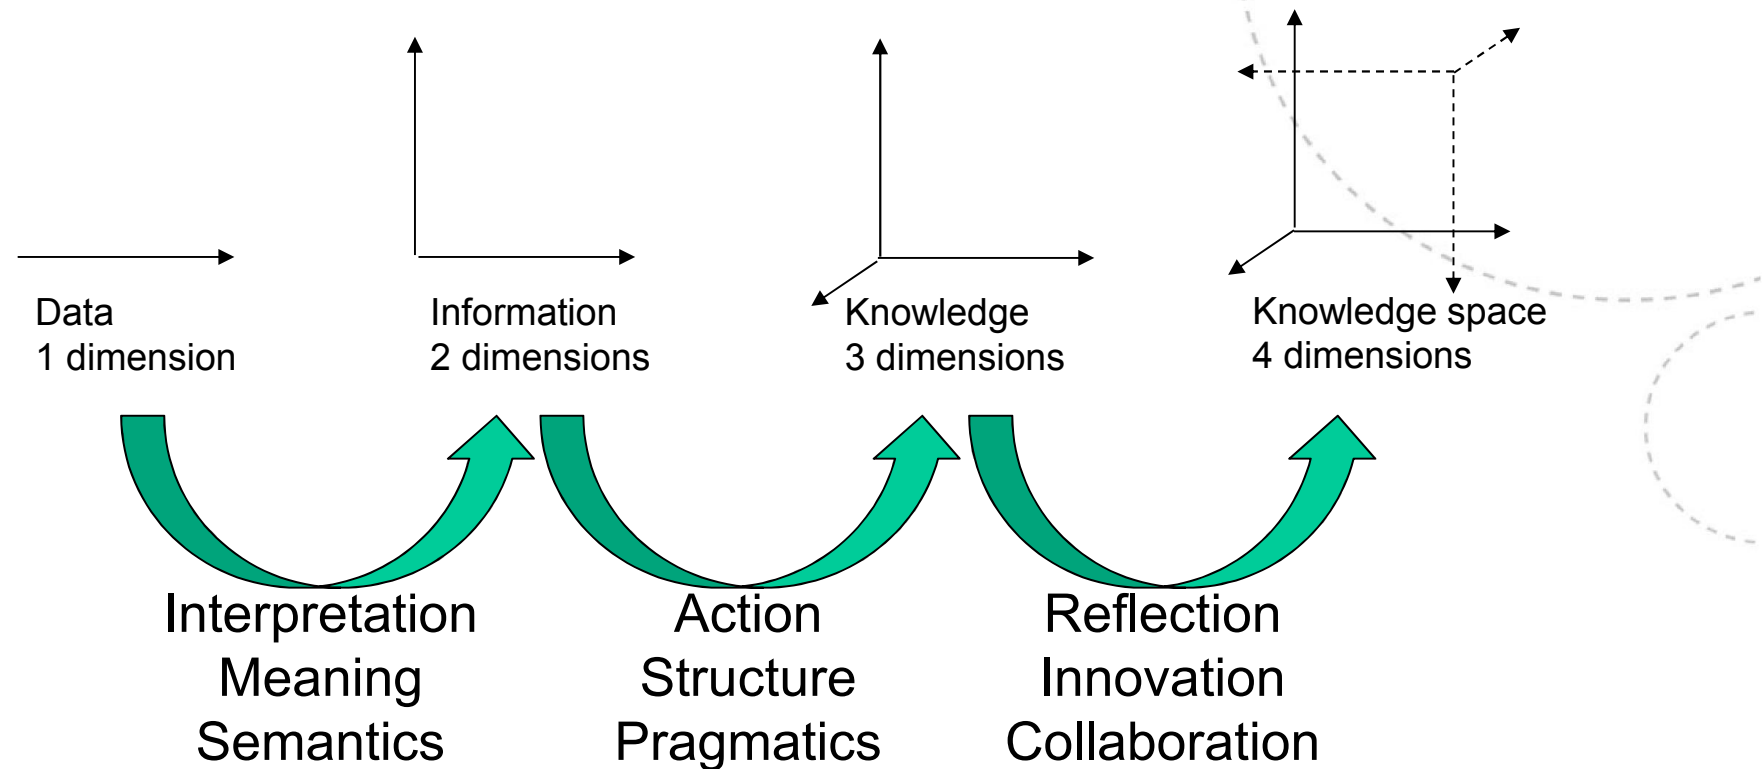 Data
1 dimension
Information
2 dimensions
Knowledge
3 dimensions
Knowledge space
4 dimensions
Interpretation
Meaning
Semantics
Action
Structure
Pragmatics
Reflection
Innovation
Collaboration